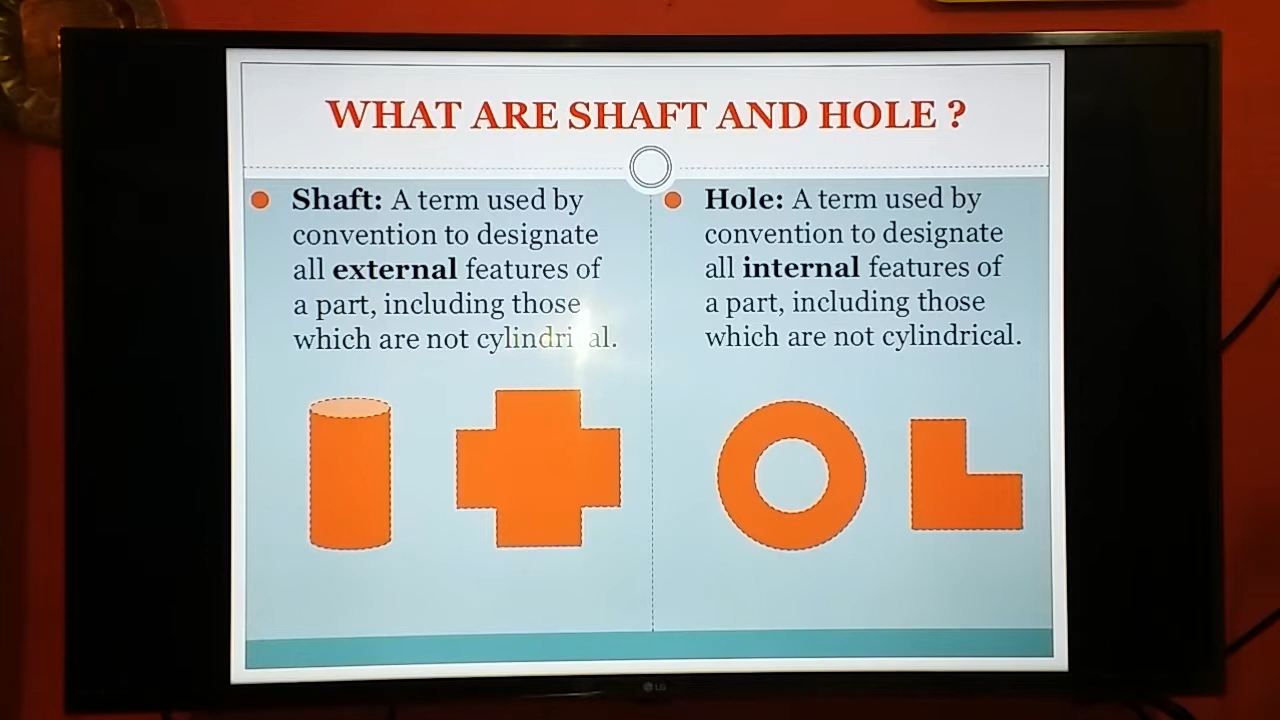 WHAT ARE SHAFT AND HOLE ?
Shaft: A term used by
convention to designate
all external features of
a part, including those
which are not cylindrical.
Hole: A term used by
convention to designate
all internal features of
a part, including those
which are not cylindrical.
LG